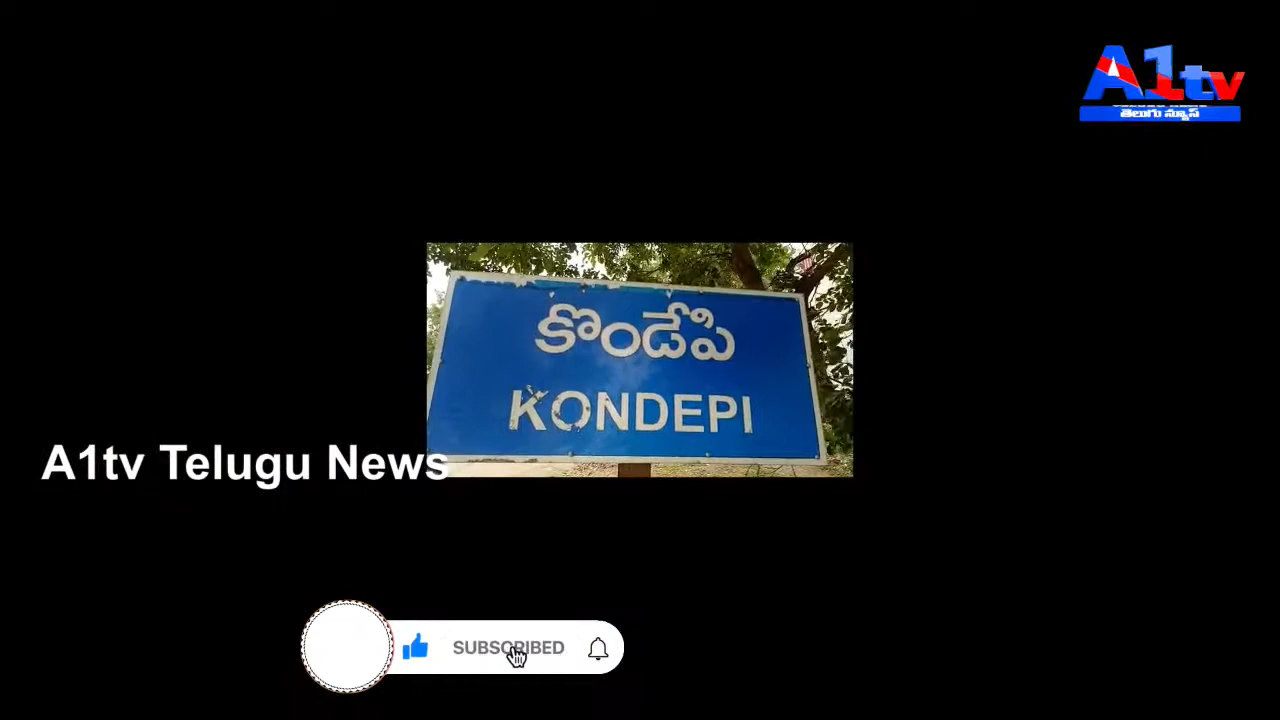 A1tv
తెలుగు న్యూస్
కొండేపి
KONDEPI
A1tv Telugu News
SUBSCRIBED